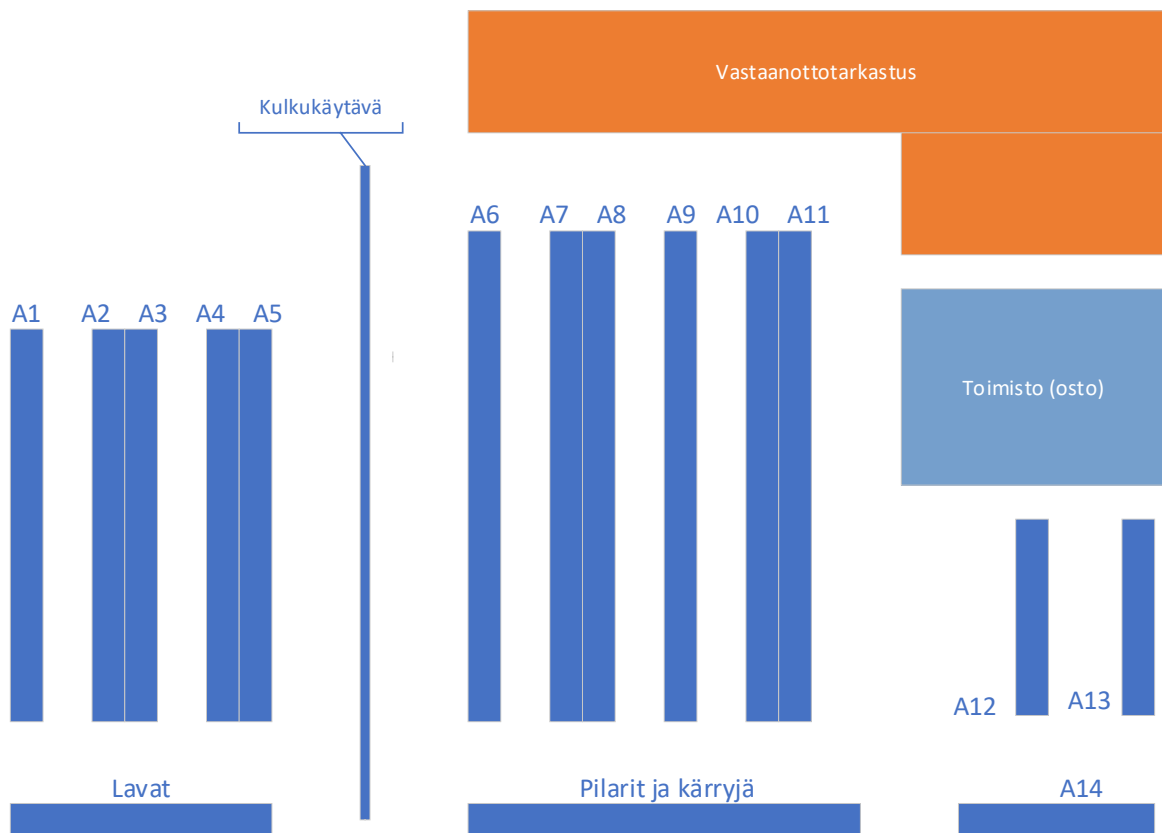 Vastaanottotarkastus
Kulkukäytävä
A6 A7 A8 A9 A10 A11
A1 A2 A3 A4 A5
Toimisto (osto)
A12 A13
Lavat
Pilarit ja kärryjä
A14